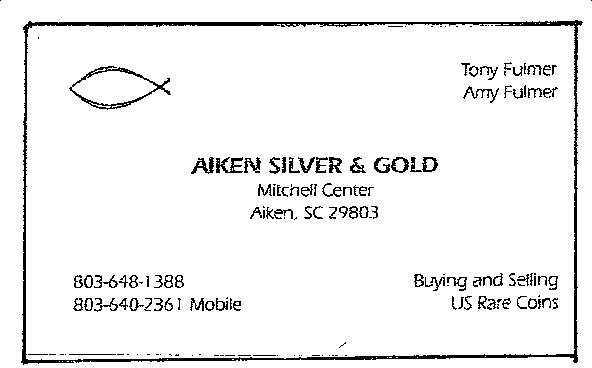 Tony Fulmer
Amy Fulmer
AIKEN SILVER & GOLD
Mitchell Center
Aiken, SC 29803
803-648-1388
803-640-2361 Mobile
Buying and Selling
US Rare Coins